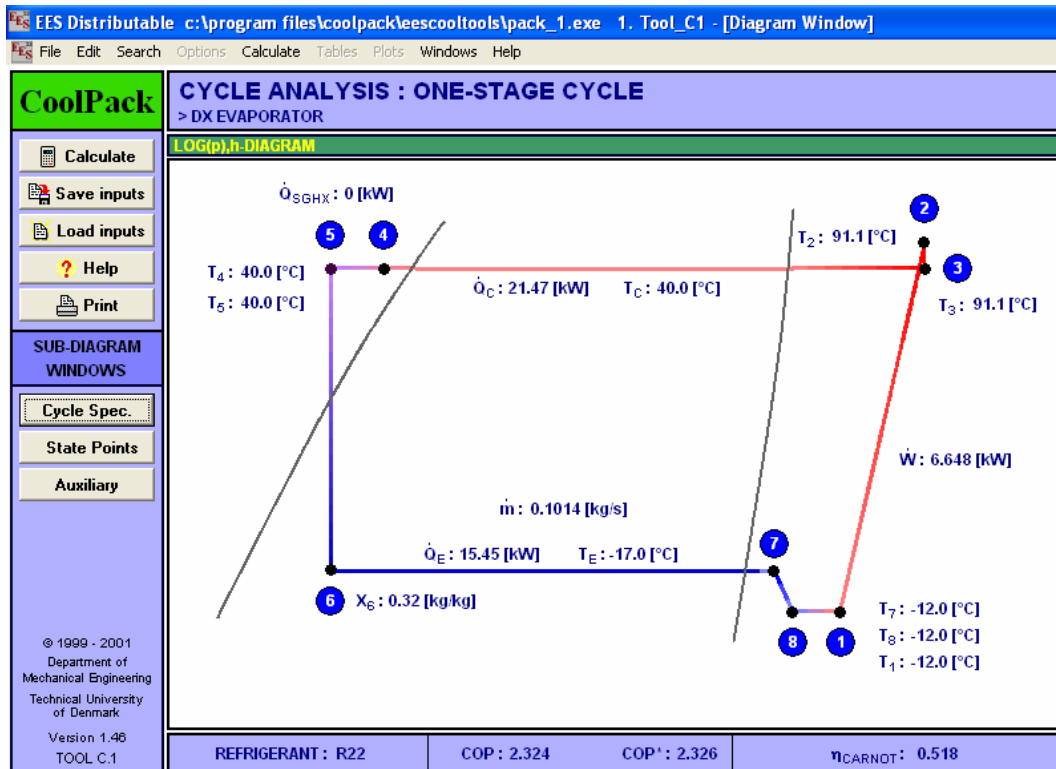 EES Distributable c:\program files\coolpack\eescooltools\pack_1.exe 1. Tool_C1 - [Diagram Window]
File Edit Search Options Calculate Tables Plots Windows Help
CoolPack
CYCLE ANALYSIS : ONE-STAGE CYCLE
> DX EVAPORATOR
LOG(p),h-DIAGRAM
Calculate
Save inputs
Load inputs
Help
Print
SUB-DIAGRAM
WINDOWS
Cycle Spec.
State Points
Auxiliary
© 1999 - 2001
Department of
Mechanical Engineering
Technical University
of Denmark
Version 1.46
TOOL C.1
Q̇SGHX : 0 [kW]
5 4 2
T2 : 91.1 [°C]
3
T4 : 40.0 [°C]
T5 : 40.0 [°C]
Q̇C : 21.47 [kW] TC : 40.0 [°C]
T3 : 91.1 [°C]
Ẇ : 6.648 [kW]
ṁ : 0.1014 [kg/s]
Q̇E : 15.45 [kW] TE : -17.0 [°C]
7
6 X6 : 0.32 [kg/kg]
8 1
T7 : -12.0 [°C]
T8 : -12.0 [°C]
T1 : -12.0 [°C]
REFRIGERANT : R22 COP : 2.324 COP* : 2.326 ηCARNOT : 0.518